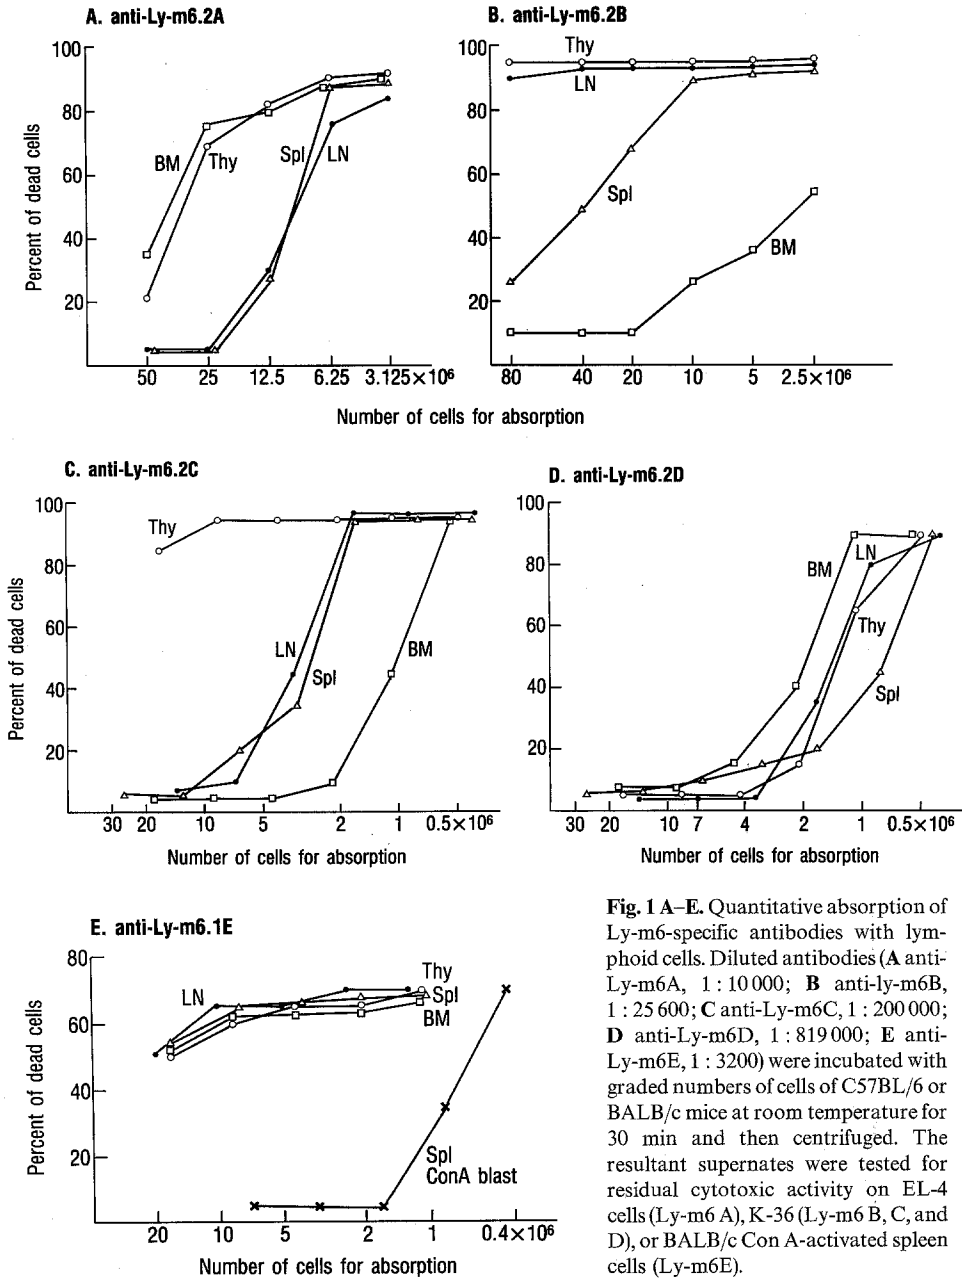 A. anti-Ly-m6.2A
100
80
60
40
20
Percent of dead cells
BM
Thy
Spl
LN
50 25 12.5 6.25 3.125×10⁶
B. anti-Ly-m6.2B
100
80
60
40
20
Thy
LN
Spl
BM
80 40 20 10 5 2.5×10⁶
Number of cells for absorption
C. anti-Ly-m6.2C
100
80
60
40
20
Percent of dead cells
Thy
LN
Spl
BM
30 20 10 5 2 1 0.5×10⁶
Number of cells for absorption
D. anti-Ly-m6.2D
100
80
60
40
20
BM
LN
Thy
Spl
30 20 10 7 4 2 1 0.5×10⁶
Number of cells for absorption
E. anti-Ly-m6.1E
80
60
40
20
Percent of dead cells
LN
Thy
Spl
BM
Spl
ConA blast
20 10 5 2 1 0.4×10⁶
Number of cells for absorption
Fig. 1 A–E. Quantitative absorption of
Ly-m6-specific antibodies with lym-
phoid cells. Diluted antibodies (A anti-
Ly-m6A, 1 : 10 000; B anti-ly-m6B,
1 : 25 600; C anti-Ly-m6C, 1 : 200 000;
D anti-Ly-m6D, 1 : 819 000; E anti-
Ly-m6E, 1 : 3200) were incubated with
graded numbers of cells of C57BL/6 or
BALB/c mice at room temperature for
30 min and then centrifuged. The
resultant supernates were tested for
residual cytotoxic activity on EL-4
cells (Ly-m6 A), K-36 (Ly-m6 B, C, and
D), or BALB/c Con A-activated spleen
cells (Ly-m6E).